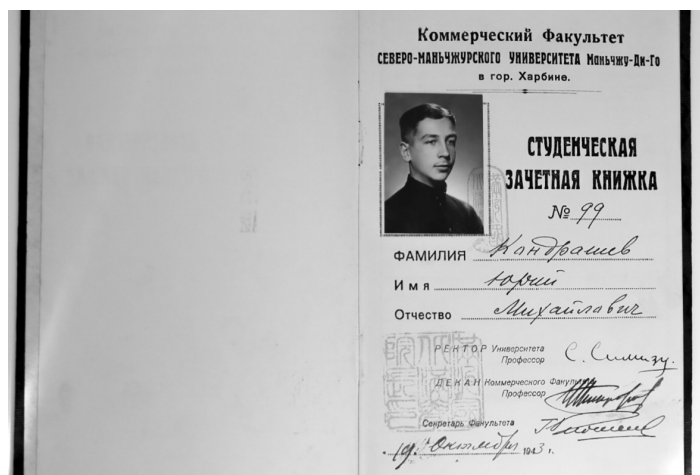 Коммерческий Факультет
СЕВЕРО-МАНЬЧЖУРСКОГО УНИВЕРСИТЕТА Маньчжу-Ди-Го
в гор. Харбине.
СТУДЕНЧЕСКАЯ
ЗАЧЕТНАЯ КНИЖКА
№ 99
ФАМИЛИЯ Кондрашев
Имя Юрий
Отчество Михайлович
РЕКТОР Университета
Профессор С. Симизу.
ДЕКАН Коммерческого Факультета
Профессор
Секретарь Факультета
19 Октября 1943 г.